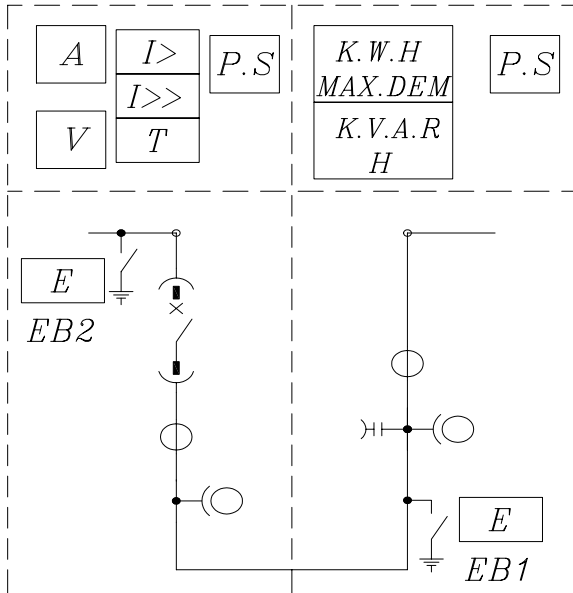 A
V
I>
I>>
T
P.S
K.W.H
MAX.DEM
K.V.A.R
H
P.S
E
EB2
E
EB1